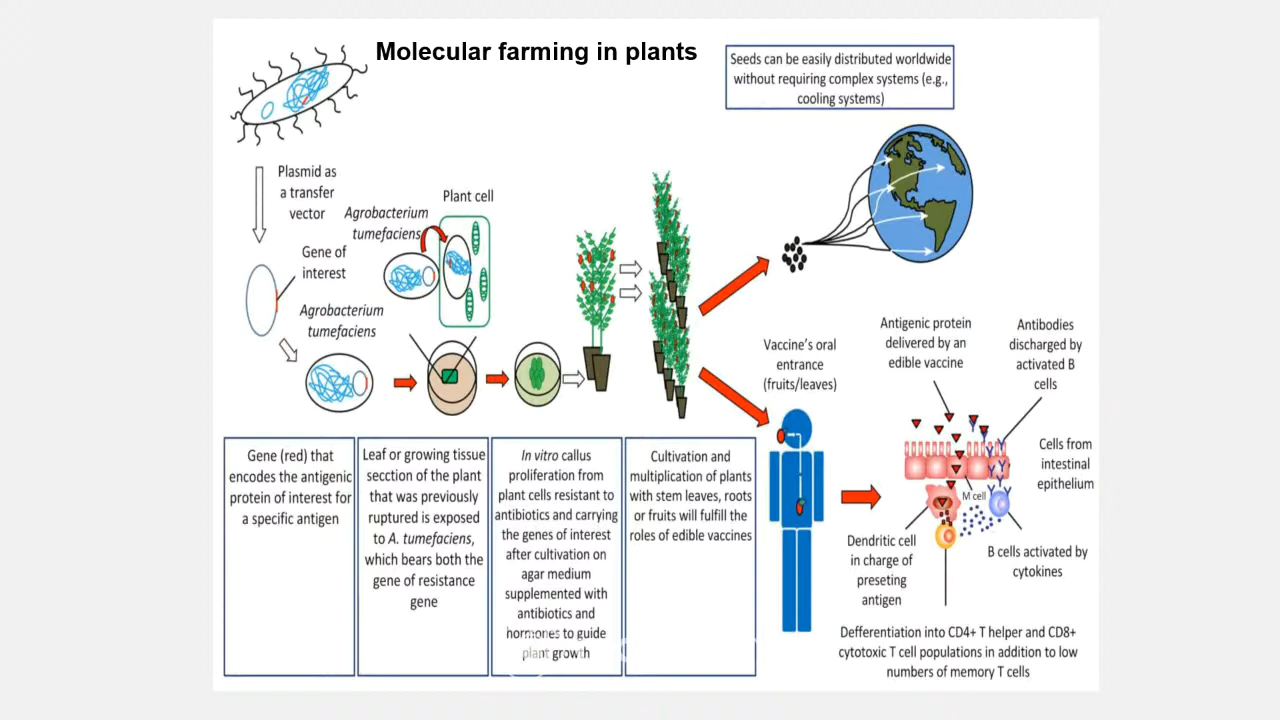 Molecular farming in plants
Seeds can be easily distributed worldwide
without requiring complex systems (e.g.,
cooling systems)
Plasmid as
a transfer
vector
Plant cell
Agrobacterium
tumefaciens
Gene of
interest
Agrobacterium
tumefaciens
Vaccine's oral
entrance
(fruits/leaves)
Antigenic protein
delivered by an
edible vaccine
Antibodies
discharged by
activated B
cells
Cells from
intestinal
epithelium
M cell
Dendritic cell
in charge of
preseting
antigen
B cells activated by
cytokines
Defferentiation into CD4+ T helper and CD8+
cytotoxic T cell populations in addition to low
numbers of memory T cells
Gene (red) that
encodes the antigenic
protein of interest for
a specific antigen
Leaf or growing tissue
secction of the plant
that was previously
ruptured is exposed
to A. tumefaciens,
which bears both the
gene of resistance
gene
In vitro callus
proliferation from
plant cells resistant to
antibiotics and carrying
the genes of interest
after cultivation on
agar medium
supplemented with
antibiotics and
hormones to guide
plant growth
Cultivation and
multiplication of plants
with stem leaves, roots
or fruits will fulfill the
roles of edible vaccines